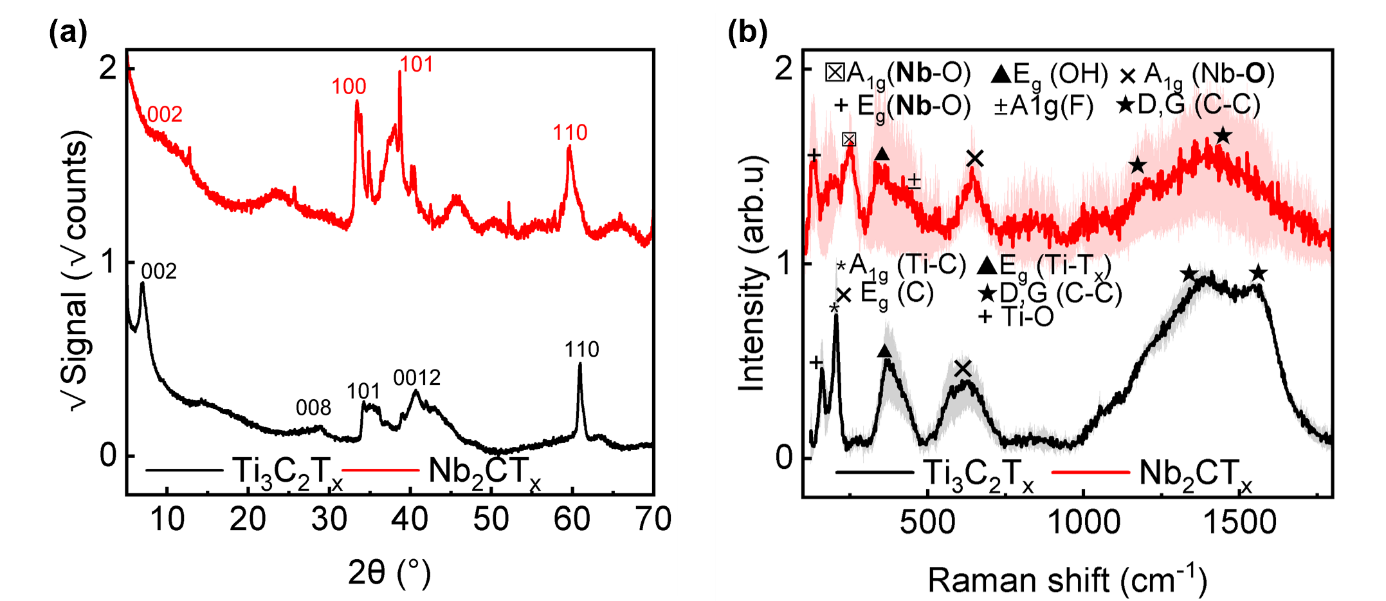 (a)
√Signal (√counts)
2
1
0
002
100
101
110
002
008
101
0012
110
Ti₃C₂Tₓ
Nb₂CTₓ
10 20 30 40 50 60 70
2θ (°)
(b)
Intensity (arb.u)
2
1
0
⊠A₁g(Nb-O) ▲Eg (OH) × A₁g (Nb-O)
+ Eg(Nb-O) ±A1g(F) ★D,G (C-C)
+ ⊠ ▲ ± × ★ ★
*A₁g (Ti-C) ▲Eg (Ti-Tₓ)
× Eg (C) ★D,G (C-C)
+ Ti-O
+ * ▲ × ★ ★
Ti₃C₂Tₓ
Nb₂CTₓ
500 1000 1500
Raman shift (cm⁻¹)